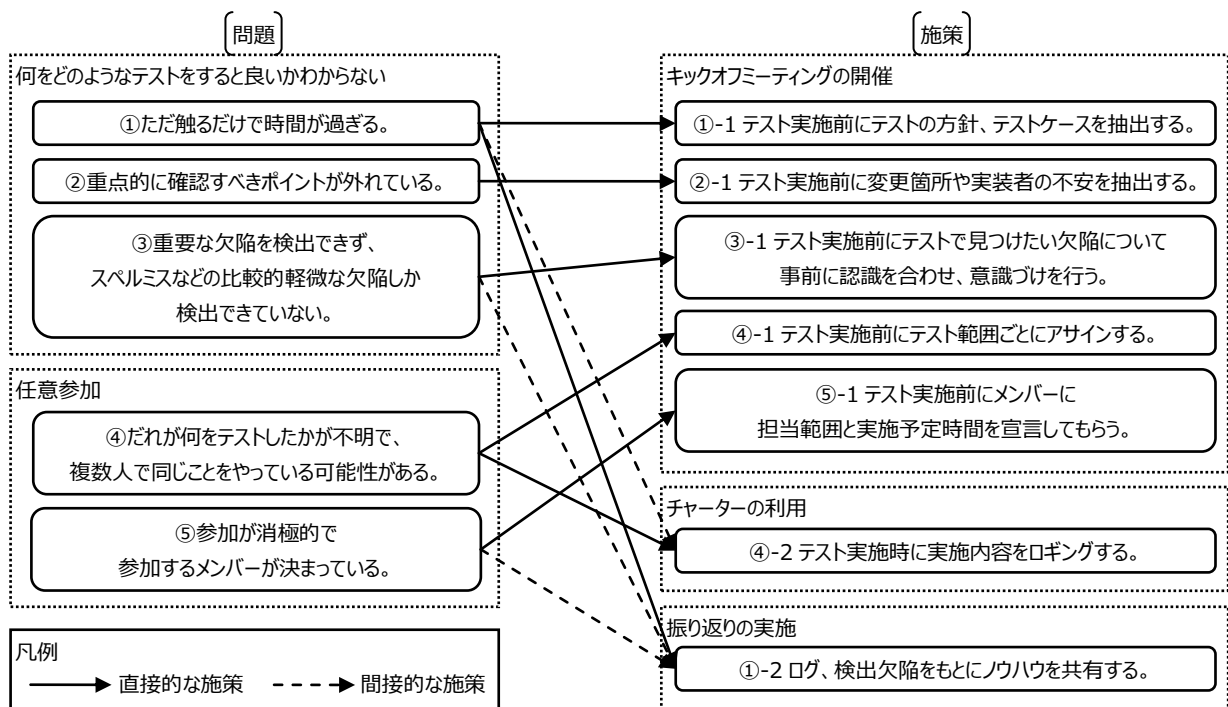 問題
何をどのようなテストをすると良いかわからない
①ただ触るだけで時間が過ぎる。
②重点的に確認すべきポイントが外れている。
③重要な欠陥を検出できず、
スペルミスなどの比較的軽微な欠陥しか
検出できていない。
任意参加
④だれが何をテストしたかが不明で、
複数人で同じことをやっている可能性がある。
⑤参加が消極的で
参加するメンバーが決まっている。
凡例
直接的な施策
間接的な施策
施策
キックオフミーティングの開催
①-1 テスト実施前にテストの方針、テストケースを抽出する。
②-1 テスト実施前に変更箇所や実装者の不安を抽出する。
③-1 テスト実施前にテストで見つけたい欠陥について
事前に認識を合わせ、意識づけを行う。
④-1 テスト実施前にテスト範囲ごとにアサインする。
⑤-1 テスト実施前にメンバーに
担当範囲と実施予定時間を宣言してもらう。
チャーターの利用
④-2 テスト実施時に実施内容をロギングする。
振り返りの実施
①-2 ログ、検出欠陥をもとにノウハウを共有する。